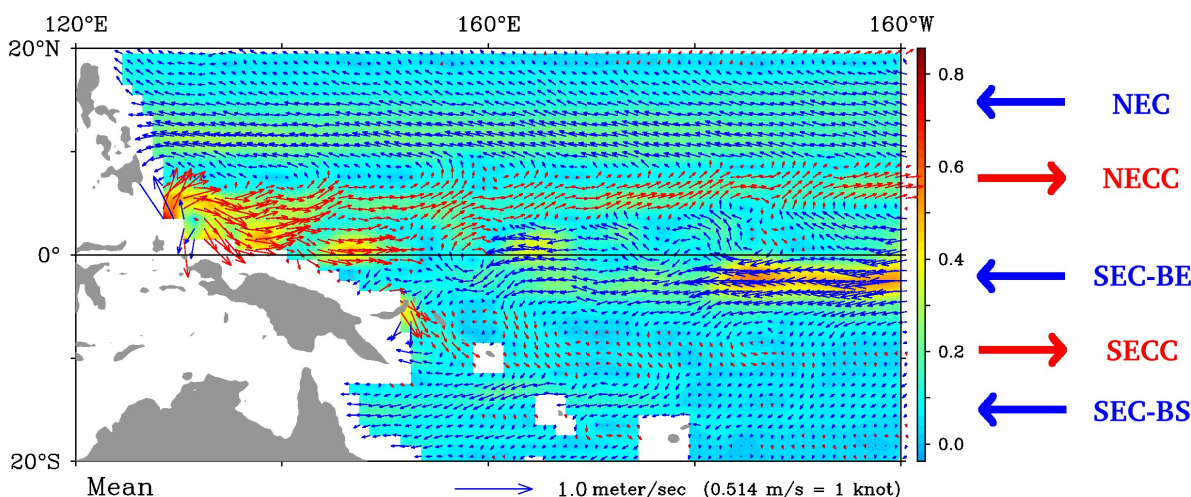 120°E 160°E 160°W
20°N
0°
20°S
0.8
0.6
0.4
0.2
0.0
NEC
NECC
SEC-BE
SECC
SEC-BS
Mean
1.0 meter/sec (0.514 m/s = 1 knot)